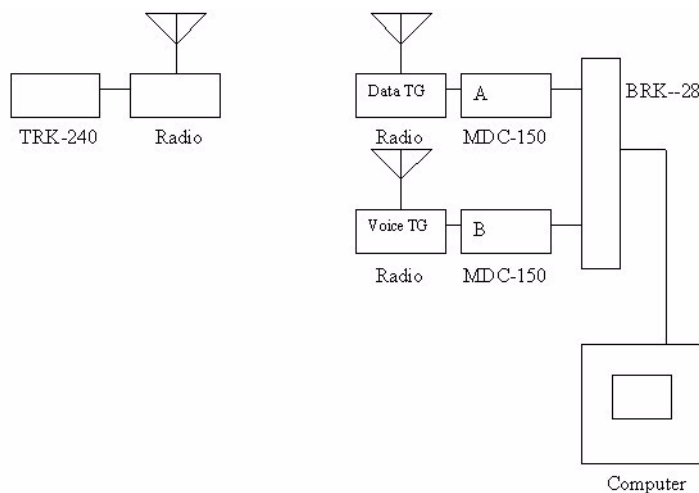 Data TG
A
BRK--28
TRK-240
Radio
Radio
MDC-150
Voice TG
B
Radio
MDC-150
Computer